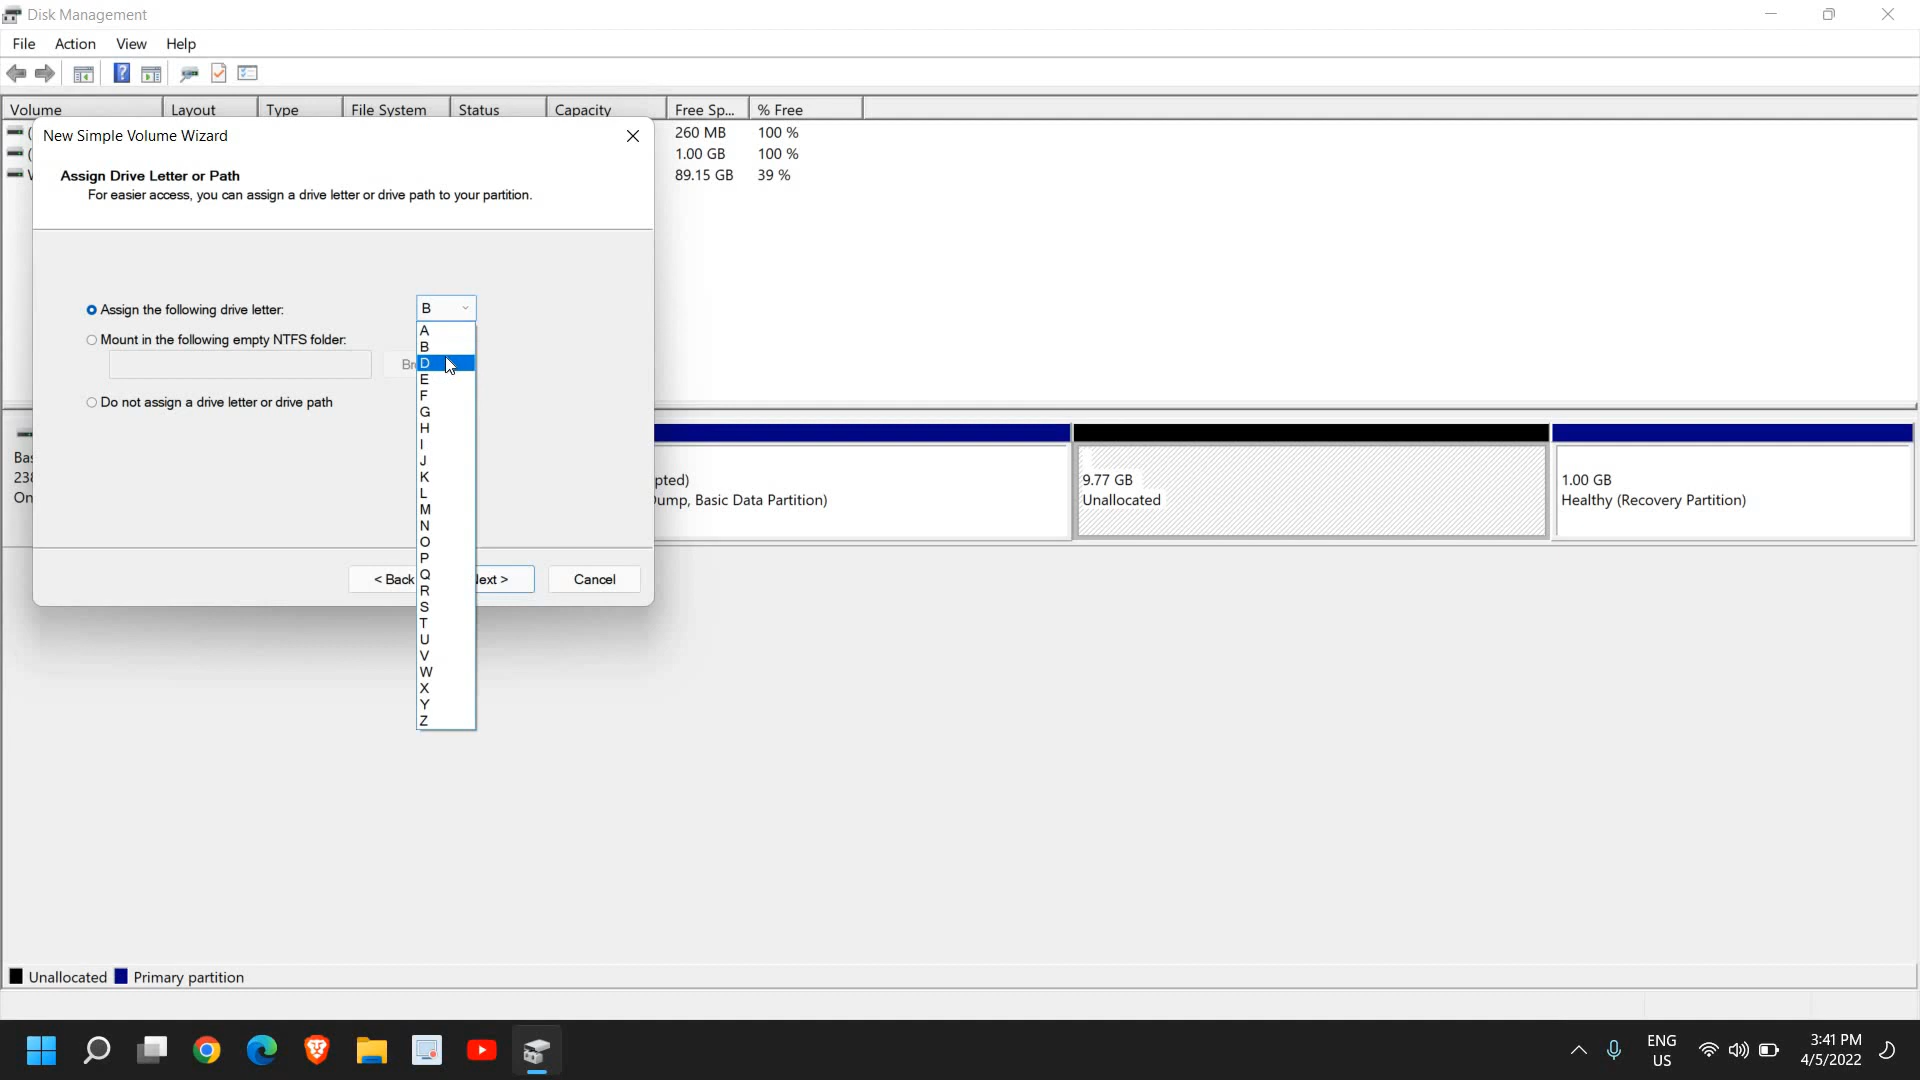 Disk Management
File Action View Help
Volume Layout Type File System Status Capacity Free Sp... % Free
260 MB 100 %
1.00 GB 100 %
89.15 GB 39 %
New Simple Volume Wizard
Assign Drive Letter or Path
For easier access, you can assign a drive letter or drive path to your partition.
Assign the following drive letter: B
Mount in the following empty NTFS folder:
Do not assign a drive letter or drive path
A
B
D
E
F
G
H
I
J
K
L
M
N
O
P
Q
R
S
T
U
V
W
X
Y
Z
< Back Next > Cancel
pted)
ump, Basic Data Partition)
9.77 GB
Unallocated
1.00 GB
Healthy (Recovery Partition)
Unallocated Primary partition
ENG
US
3:41 PM
4/5/2022